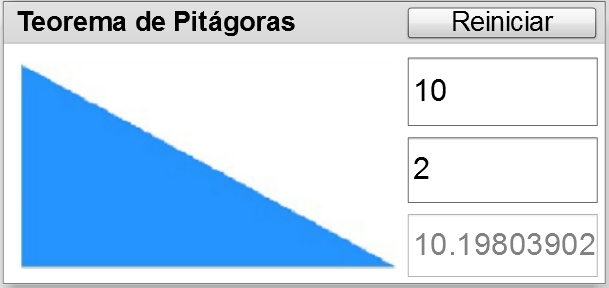 Teorema de Pitágoras
Reiniciar
10
2
10.19803902